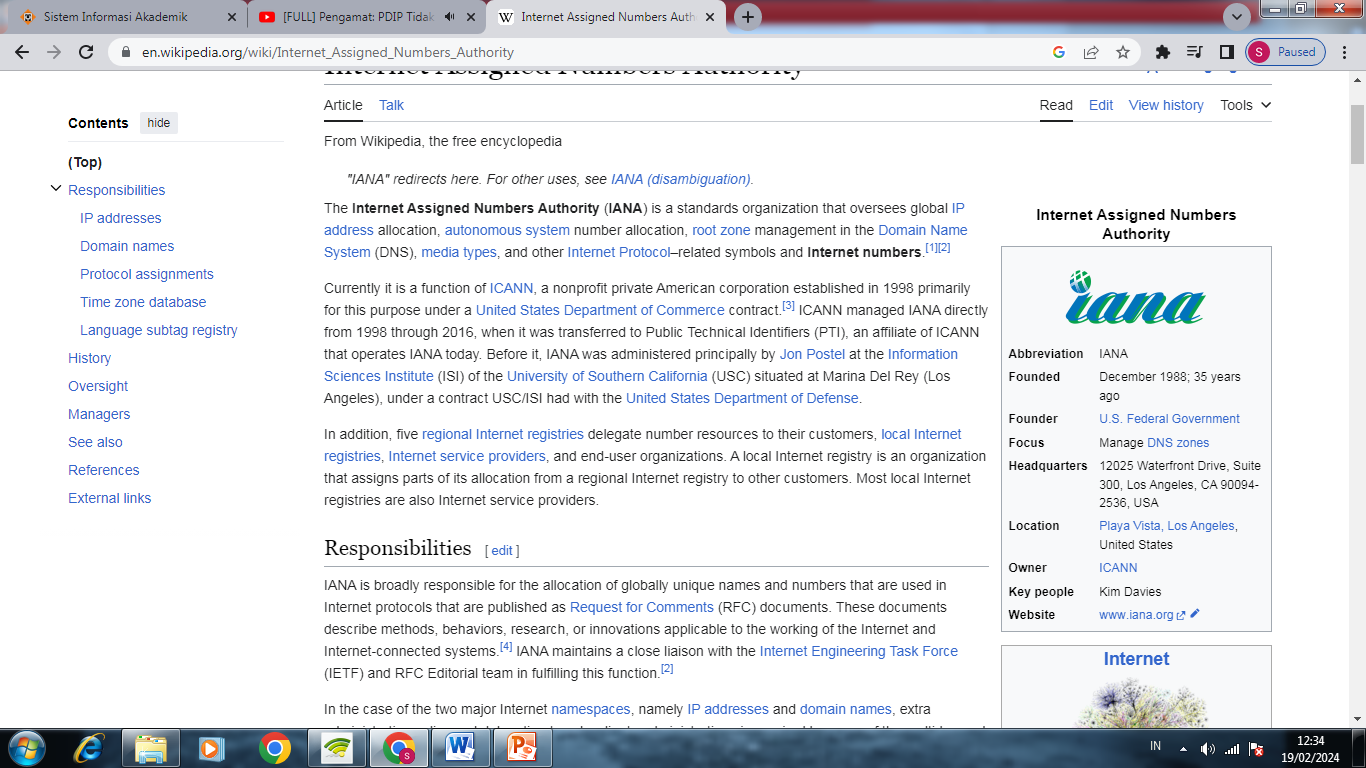 Sistem Informasi Akademik
[FULL] Pengamat: PDIP Tidak
Internet Assigned Numbers Auth
en.wikipedia.org/wiki/Internet_Assigned_Numbers_Authority
S Paused
Internet Assigned Numbers Authority
Contents hide
(Top)
Responsibilities
IP addresses
Domain names
Protocol assignments
Time zone database
Language subtag registry
History
Oversight
Managers
See also
References
External links
Article Talk
Read Edit View history Tools
From Wikipedia, the free encyclopedia
"IANA" redirects here. For other uses, see IANA (disambiguation).
The Internet Assigned Numbers Authority (IANA) is a standards organization that oversees global IP
address allocation, autonomous system number allocation, root zone management in the Domain Name
System (DNS), media types, and other Internet Protocol–related symbols and Internet numbers.[1][2]
Currently it is a function of ICANN, a nonprofit private American corporation established in 1998 primarily
for this purpose under a United States Department of Commerce contract.[3] ICANN managed IANA directly
from 1998 through 2016, when it was transferred to Public Technical Identifiers (PTI), an affiliate of ICANN
that operates IANA today. Before it, IANA was administered principally by Jon Postel at the Information
Sciences Institute (ISI) of the University of Southern California (USC) situated at Marina Del Rey (Los
Angeles), under a contract USC/ISI had with the United States Department of Defense.
In addition, five regional Internet registries delegate number resources to their customers, local Internet
registries, Internet service providers, and end-user organizations. A local Internet registry is an organization
that assigns parts of its allocation from a regional Internet registry to other customers. Most local Internet
registries are also Internet service providers.
Responsibilities [ edit ]
IANA is broadly responsible for the allocation of globally unique names and numbers that are used in
Internet protocols that are published as Request for Comments (RFC) documents. These documents
describe methods, behaviors, research, or innovations applicable to the working of the Internet and
Internet-connected systems.[4] IANA maintains a close liaison with the Internet Engineering Task Force
(IETF) and RFC Editorial team in fulfilling this function.[2]
In the case of the two major Internet namespaces, namely IP addresses and domain names, extra
Internet Assigned Numbers
Authority
iana
Abbreviation IANA
Founded December 1988; 35 years
ago
Founder U.S. Federal Government
Focus Manage DNS zones
Headquarters 12025 Waterfront Drive, Suite
300, Los Angeles, CA 90094-
2536, USA
Location Playa Vista, Los Angeles,
United States
Owner ICANN
Key people Kim Davies
Website www.iana.org
Internet
IN
12:34
19/02/2024